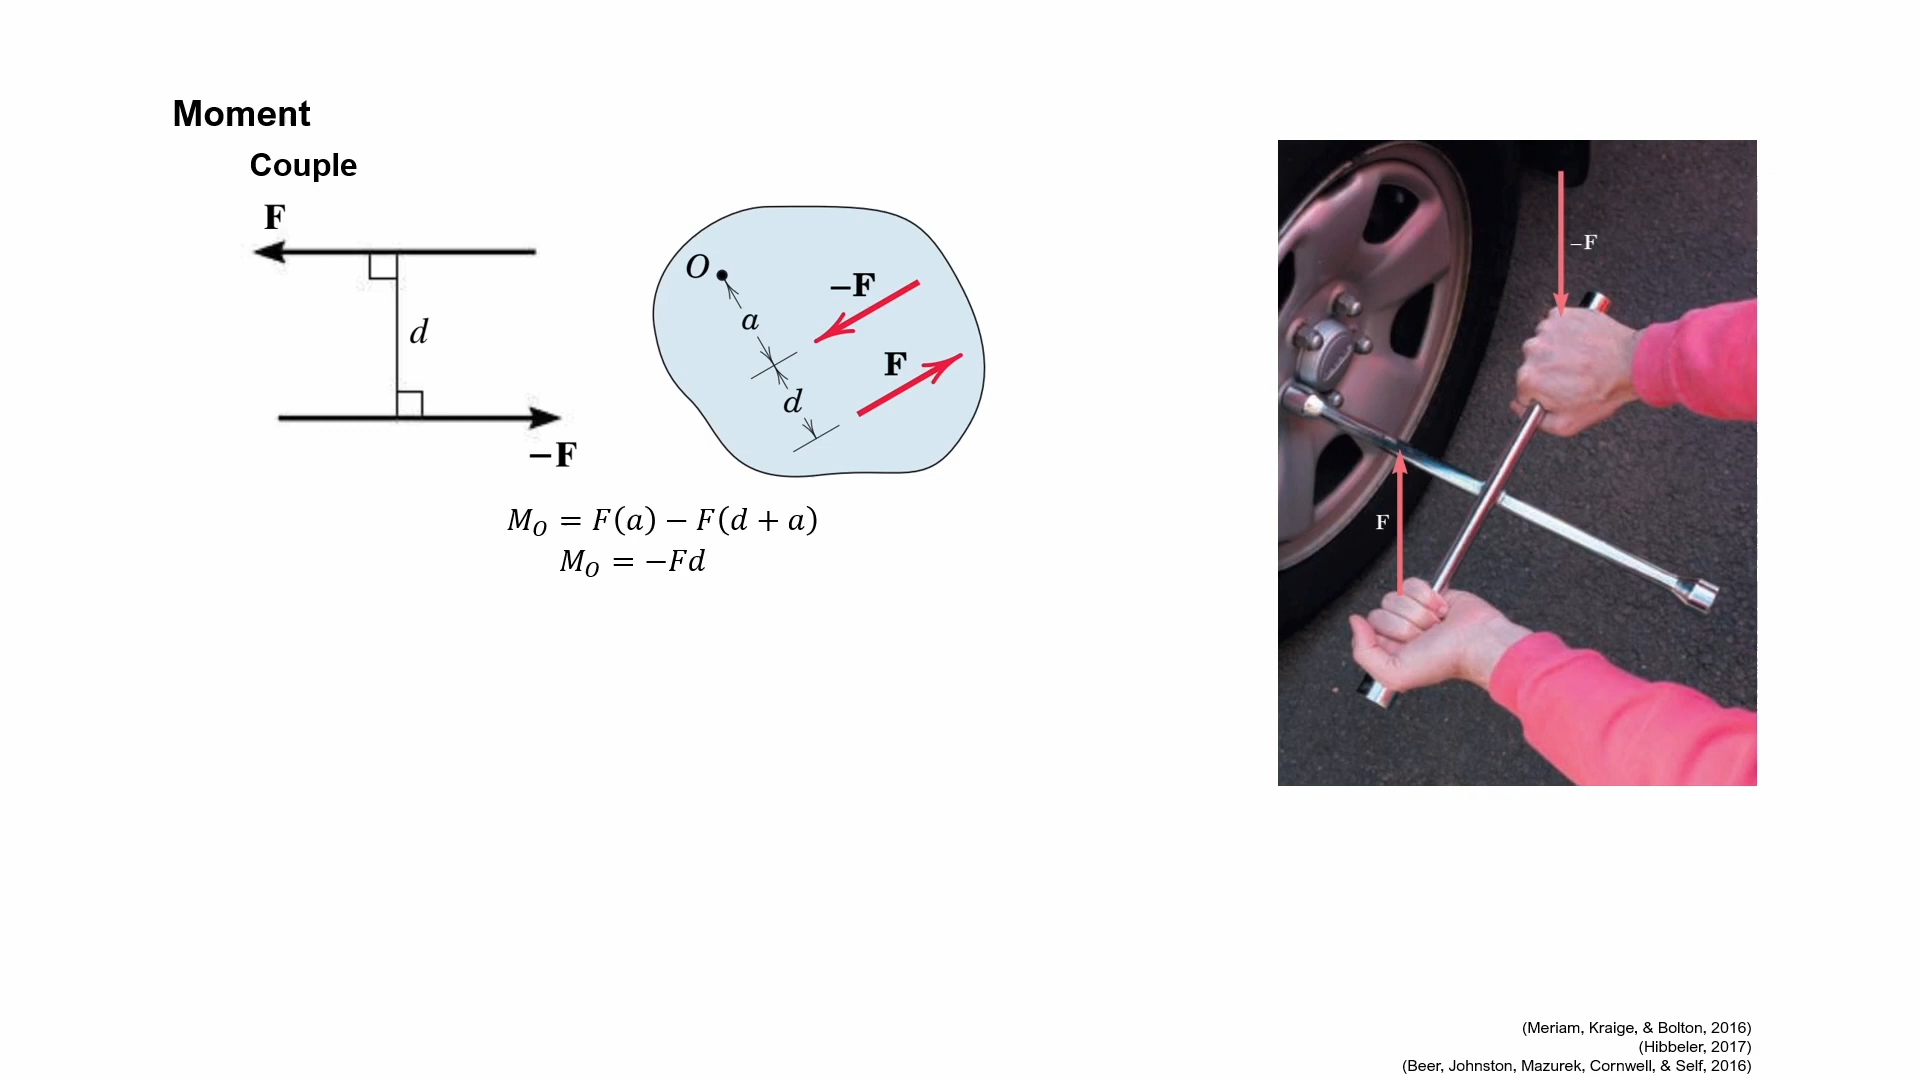 Moment
Couple
F
d
−F
O
a
−F
F
d
M_O = F(a) − F(d + a)
M_O = −Fd
−F
F
(Meriam, Kraige, & Bolton, 2016)
(Hibbeler, 2017)
(Beer, Johnston, Mazurek, Cornwell, & Self, 2016)